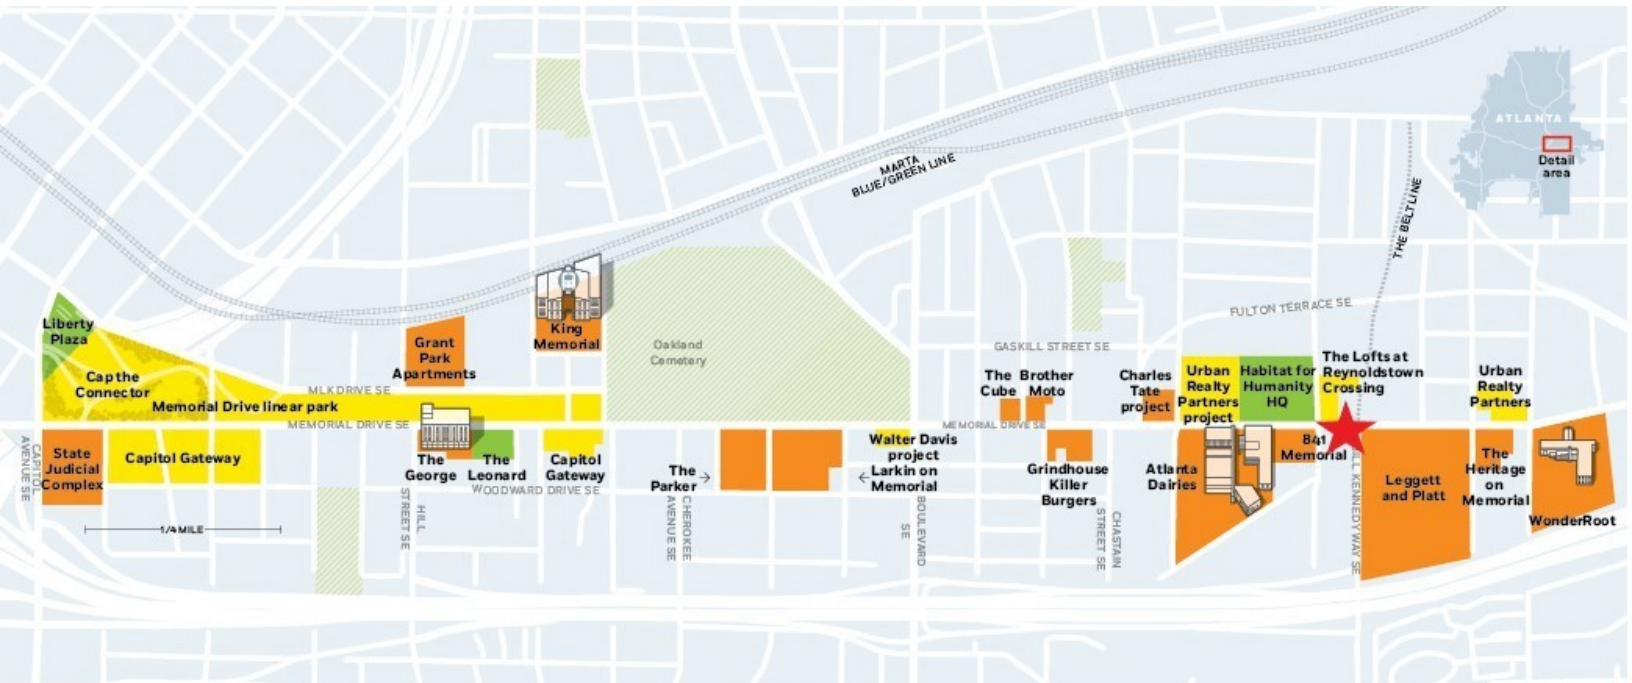 ATLANTA
Detail
area
MARTA
BLUE/GREEN LINE
THE BELTLINE
FULTON TERRACE SE
Liberty
Plaza
Cap the
Connector
MLK DRIVE SE
Memorial Drive linear park
MEMORIAL DRIVE SE
Grant
Park
Apartments
King
Memorial
Oakland
Cemetery
GASKILL STREET SE
The
Cube
Brother
Moto
MEMORIAL DRIVE SE
Charles
Tate
project
Urban
Realty
Partners
project
Habitat for
Humanity
HQ
The Lofts at
Reynoldstown
Crossing
Urban
Realty
Partners
CAPITOL
AVENUE SE
State
Judicial
Complex
Capitol Gateway
1/4 MILE
The
George
The
Leonard
Capitol
Gateway
WOODWARD DRIVE SE
HILL
STREET SE
The
Parker →
CHEROKEE
AVENUE SE
Walter Davis
project
← Larkin on
Memorial
BOULEVARD
SE
Grindhouse
Killer
Burgers
CHASTAIN
STREET SE
Atlanta
Dairies
841
Memorial
KENNEDY WAY SE
Leggett
and Platt
The
Heritage
on
Memorial
WonderRoot